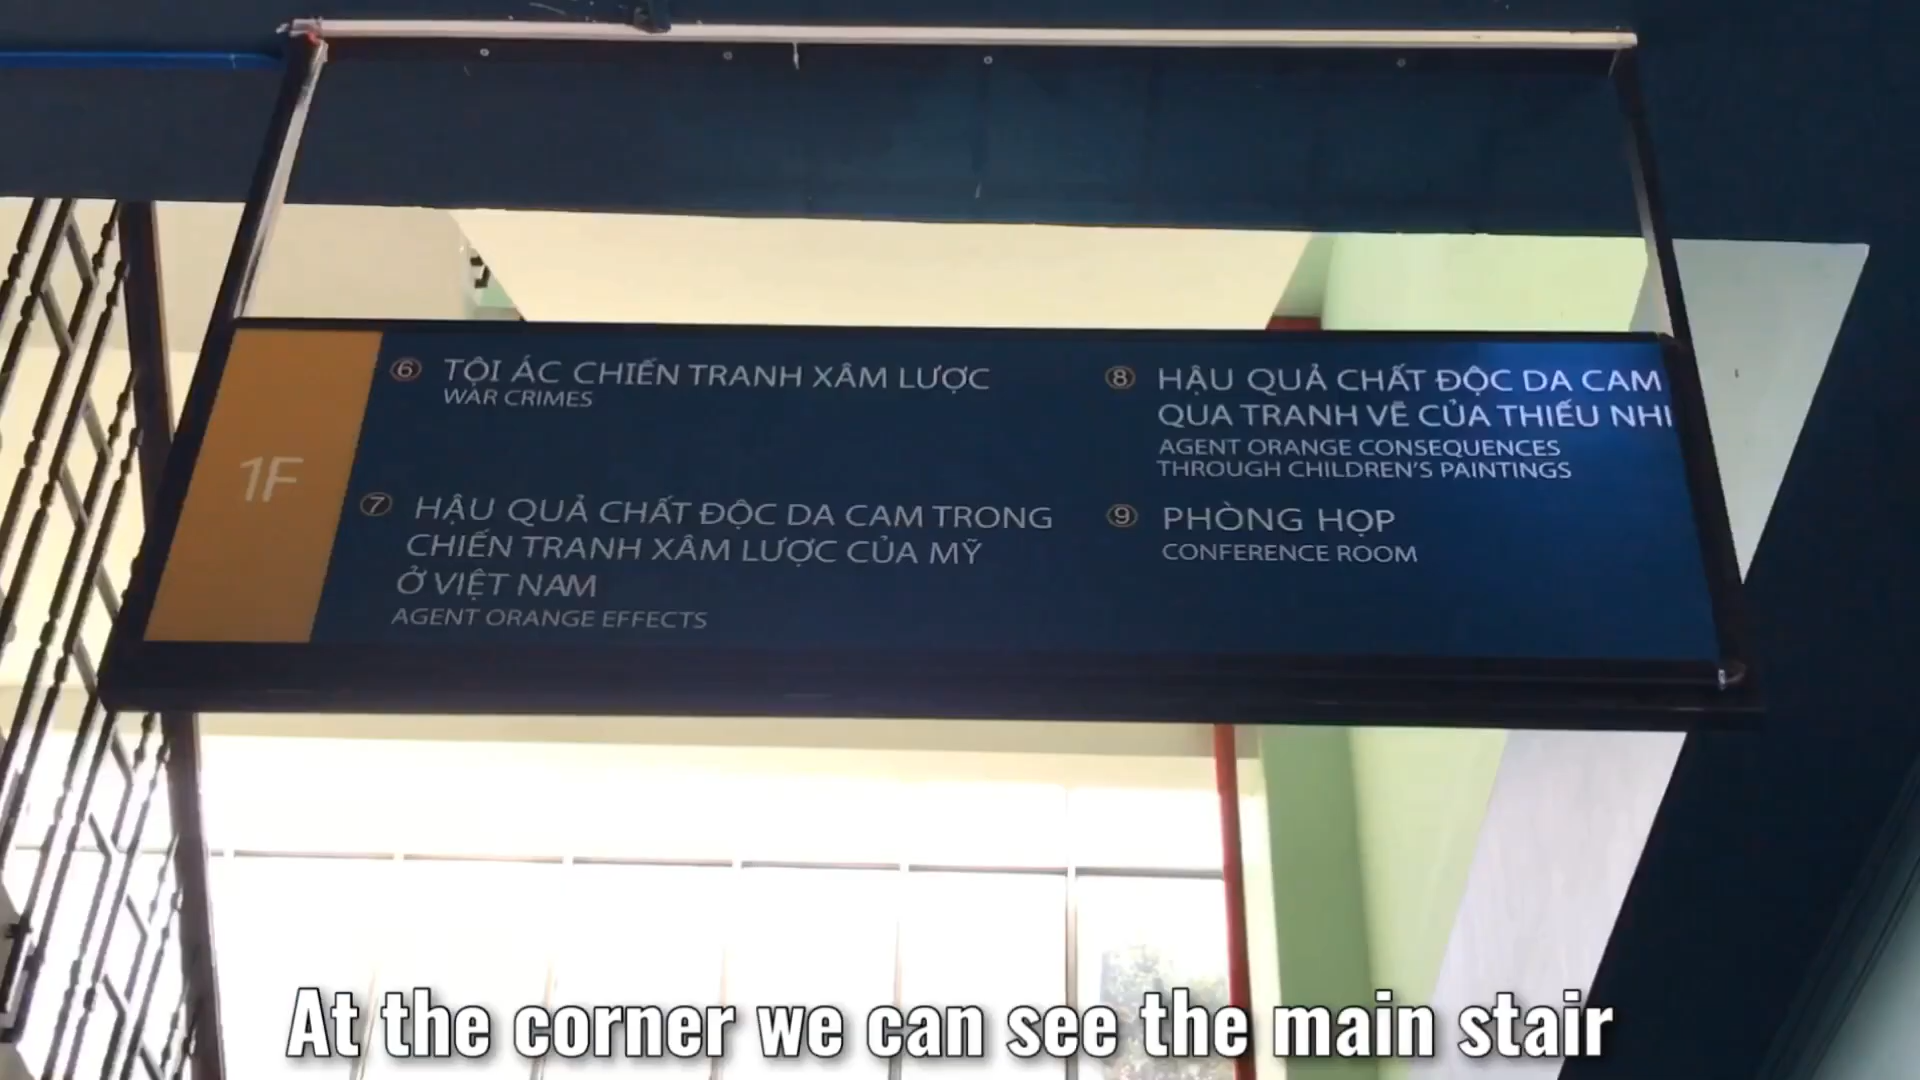 1F
⑥ TỘI ÁC CHIẾN TRANH XÂM LƯỢC
WAR CRIMES
⑦ HẬU QUẢ CHẤT ĐỘC DA CAM TRONG
CHIẾN TRANH XÂM LƯỢC CỦA MỸ
Ở VIỆT NAM
AGENT ORANGE EFFECTS
⑧ HẬU QUẢ CHẤT ĐỘC DA CAM
QUA TRANH VẼ CỦA THIẾU NHI
AGENT ORANGE CONSEQUENCES
THROUGH CHILDREN'S PAINTINGS
⑨ PHÒNG HỌP
CONFERENCE ROOM
At the corner we can see the main stair